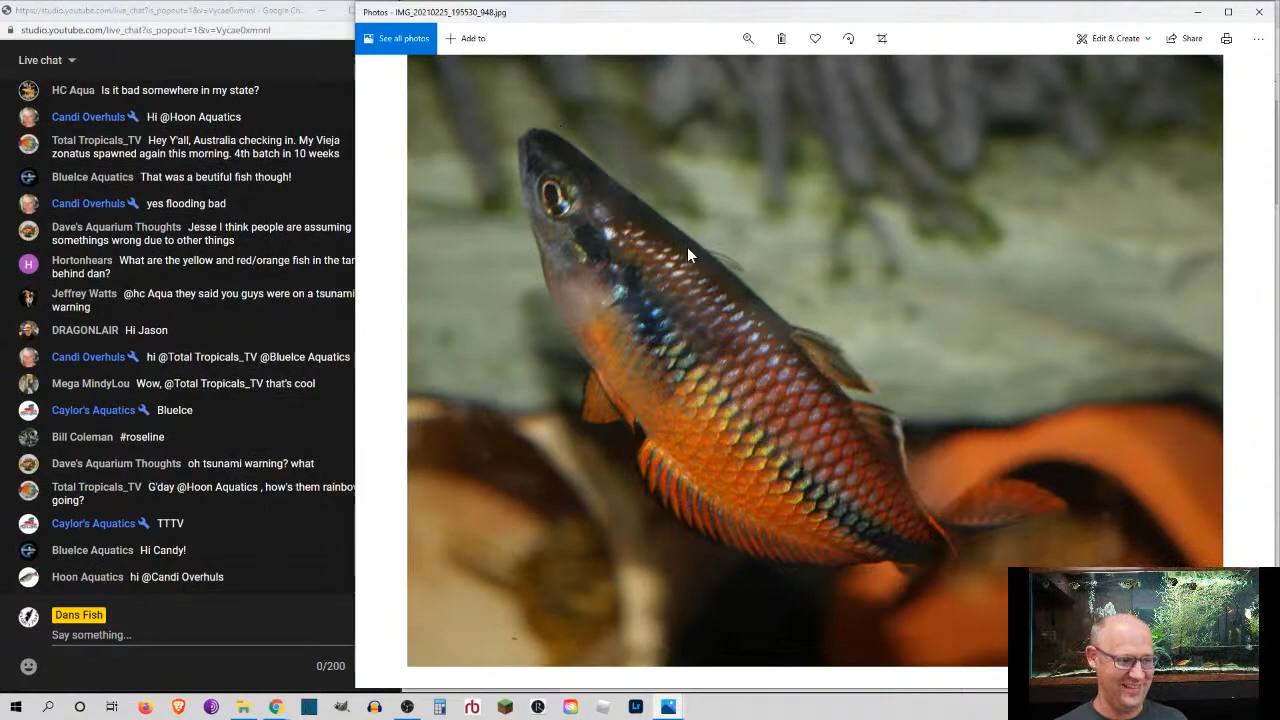 https://studio.youtube.com/live_chat?is_popout=1&v=Vycae0xmnnI - Google Ch...
studio.youtube.com/live_chat?is_popout=1&v=Vycae0xmnnI
Live chat
HC Aqua Is it bad somewhere in my state?
Candi Overhuls Hi @Hoon Aquatics
Total Tropicals_TV Hey Y'all, Australia checking in. My Vieja
zonatus spawned again this morning. 4th batch in 10 weeks
BlueIce Aquatics That was a beutiful fish though!
Candi Overhuls yes flooding bad
Dave's Aquarium Thoughts Jesse I think people are assuming
somethings wrong due to other things
H Hortonhears What are the yellow and red/orange fish in the tar
behind dan?
Jeffrey Watts @hc Aqua they said you guys were on a tsunami
warning
DRAGONLAIR Hi Jason
Candi Overhuls hi @Total Tropicals_TV @BlueIce Aquatics
Mega MindyLou Wow, @Total Tropicals_TV that's cool
Caylor's Aquatics BlueIce
Bill Coleman #roseline
Dave's Aquarium Thoughts oh tsunami warning? what
Total Tropicals_TV G'day @Hoon Aquatics , how's them rainbow
going?
Caylor's Aquatics TTTV
BlueIce Aquatics Hi Candy!
Hoon Aquatics hi @Candi Overhuls
Dans Fish
Say something...
0/200
Photos - IMG_20210225_195530_948.jpg
See all photos
Add to
Edit & Create
Share
rb
R
Lr